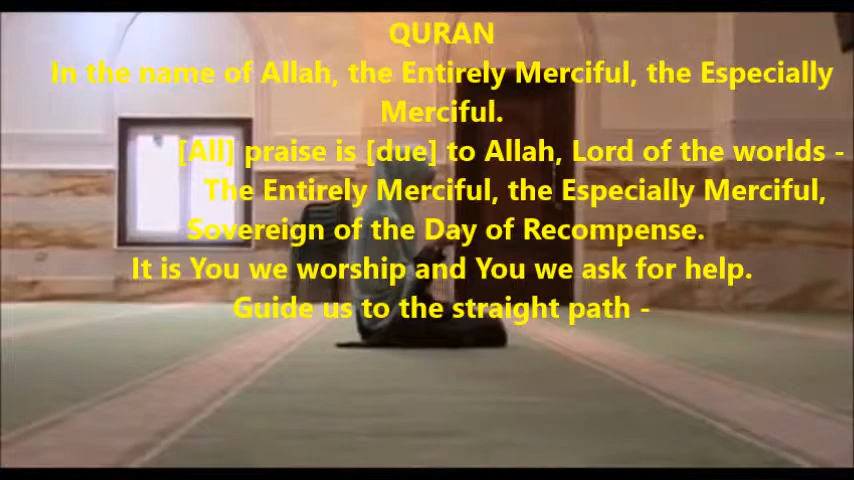 QURAN
In the name of Allah, the Entirely Merciful, the Especially
Merciful.
[All] praise is [due] to Allah, Lord of the worlds -
The Entirely Merciful, the Especially Merciful,
Sovereign of the Day of Recompense.
It is You we worship and You we ask for help.
Guide us to the straight path -